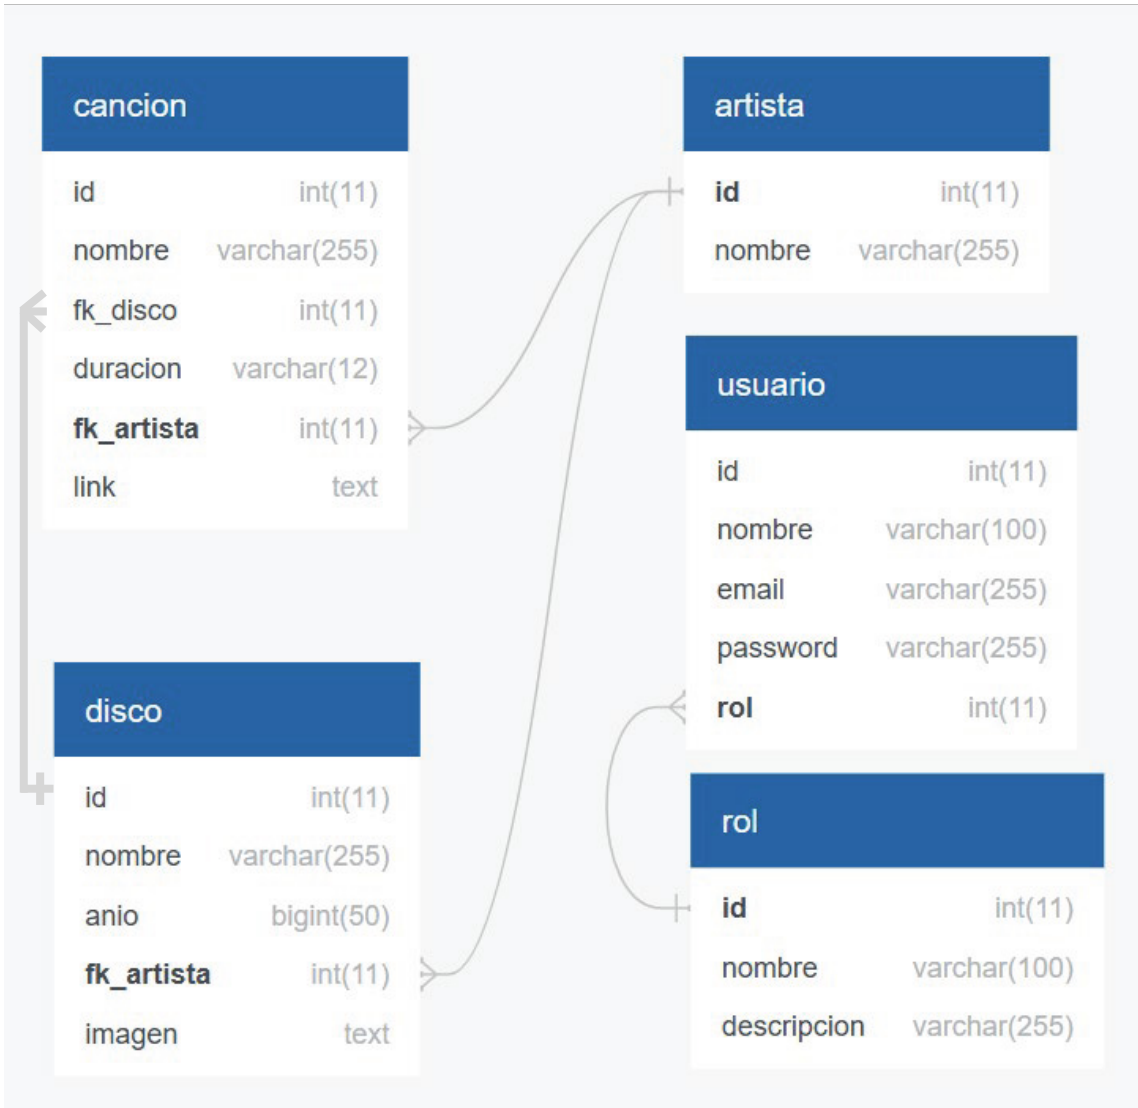 cancion
id int(11)
nombre varchar(255)
fk_disco int(11)
duracion varchar(12)
fk_artista int(11)
link text
artista
id int(11)
nombre varchar(255)
usuario
id int(11)
nombre varchar(100)
email varchar(255)
password varchar(255)
rol int(11)
disco
id int(11)
nombre varchar(255)
anio bigint(50)
fk_artista int(11)
imagen text
rol
id int(11)
nombre varchar(100)
descripcion varchar(255)